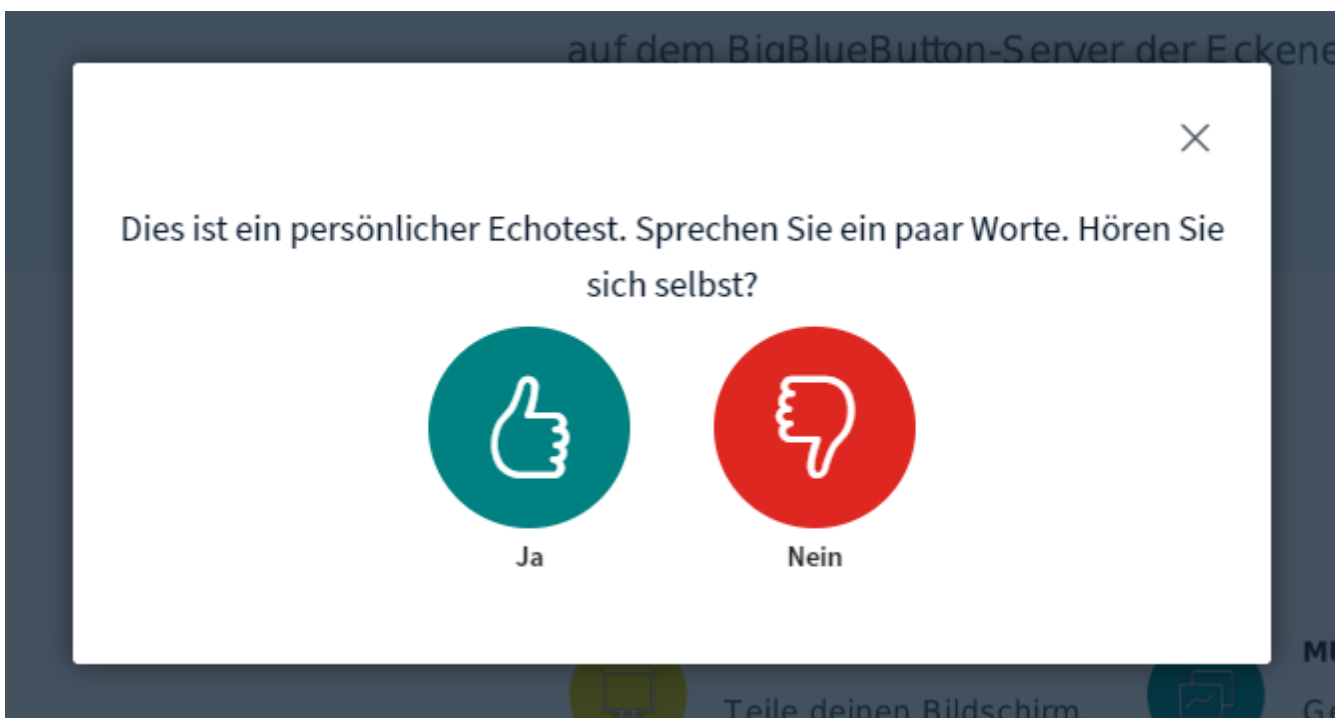 auf dem BigBlueButton-Server der Eckene
Dies ist ein persönlicher Echotest. Sprechen Sie ein paar Worte. Hören Sie
sich selbst?
Ja
Nein
Teile deinen Bildschirm